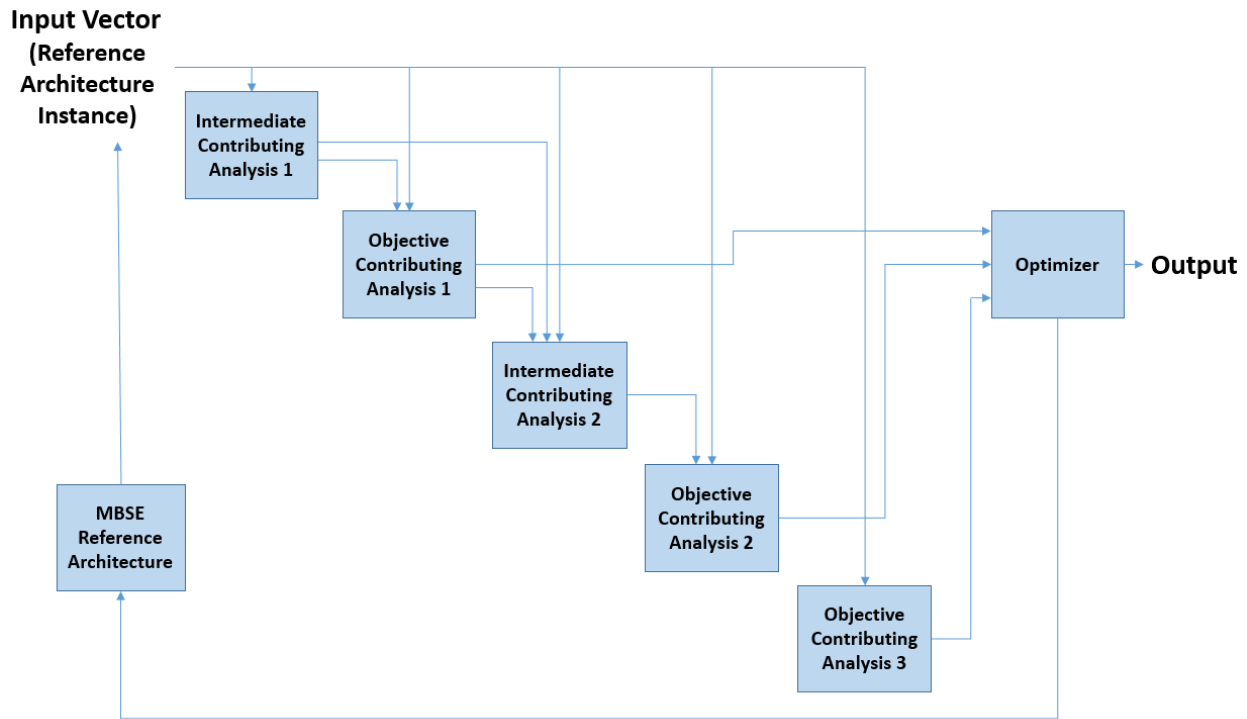 Input Vector
(Reference
Architecture
Instance)
Intermediate
Contributing
Analysis 1
Objective
Contributing
Analysis 1
Optimizer
Output
Intermediate
Contributing
Analysis 2
Objective
Contributing
Analysis 2
MBSE
Reference
Architecture
Objective
Contributing
Analysis 3